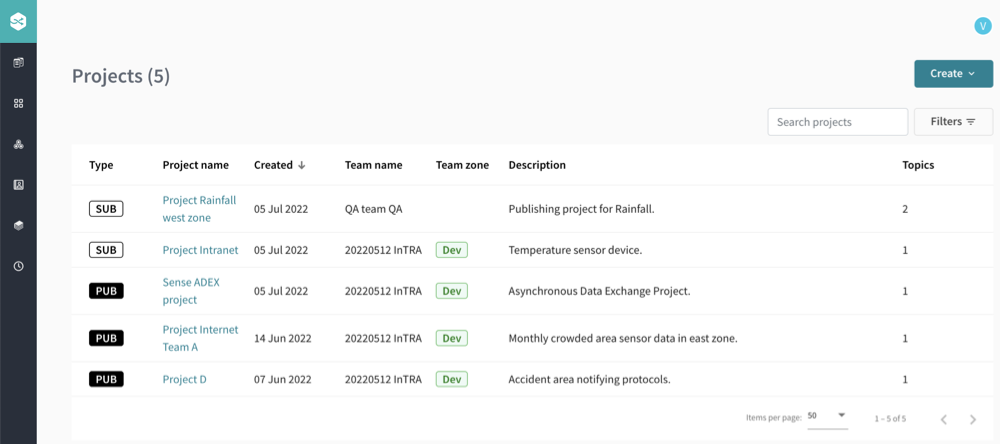 V
Projects (5)
Create
Search projects
Filters
Type Project name Created Team name Team zone Description Topics
SUB Project Rainfall west zone 05 Jul 2022 QA team QA Publishing project for Rainfall. 2
SUB Project Intranet 05 Jul 2022 20220512 InTRA Dev Temperature sensor device. 1
PUB Sense ADEX project 05 Jul 2022 20220512 InTRA Dev Asynchronous Data Exchange Project. 1
PUB Project Internet Team A 14 Jun 2022 20220512 InTRA Dev Monthly crowded area sensor data in east zone. 1
PUB Project D 07 Jun 2022 20220512 InTRA Dev Accident area notifying protocols. 1
Items per page: 50 1 – 5 of 5